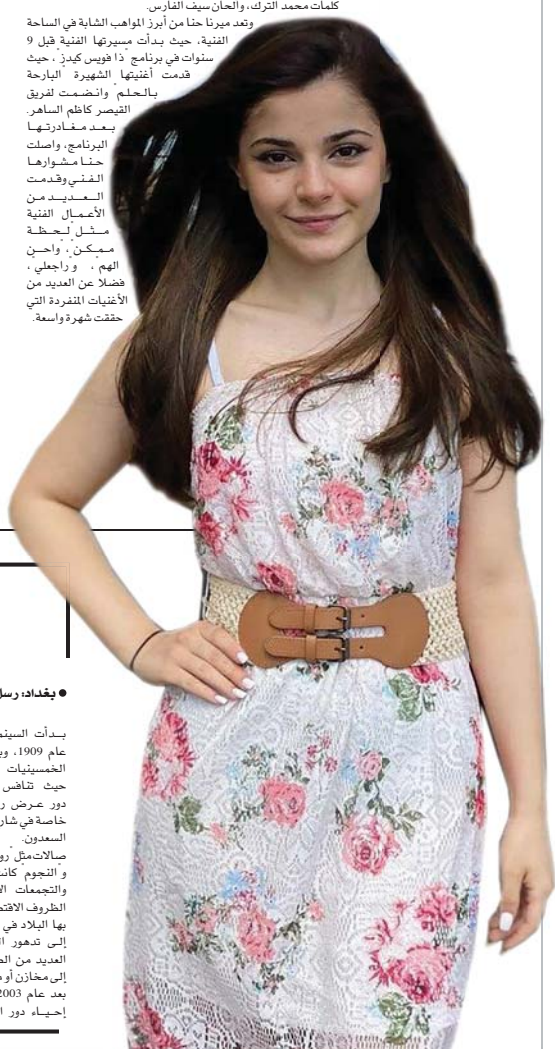 كلمات محمد الترك، والحان سيف الفارس.
وتعد ميرنا حنا من أبرز المواهب الشابة في الساحة
الفنية، حيث بدأت مسيرتها الفنية قبل 9
سنوات في برنامج "ذا فويس كيدز"، حيث
قدمت أغنيتها الشهيرة "البارحة
بالحلم" وانضمت لفريق
القيصر كاظم الساهر.
بعد مغادرتها
البرنامج، واصلت
حنا مشوارها
الفني وقدمت
العديد من
الأعمال الفنية
مثل "لحظة
ممكن"، "واحن
الهم"، و"راجعلي"،
فضلا عن العديد من
الأغنيات المنفردة التي
حققت شهرة واسعة.
● بغداد:
بدأت
عام 1909،
الخمسينيات
حيث تنافس
دور عرض
خاصة في
السعدون.
صالات مثل
و"النجوم"
والتجمعات
الظروف
بها البلاد في
إلى تدهور
العديد من
إلى مخازن أو
بعد عام 2003
إحياء دور